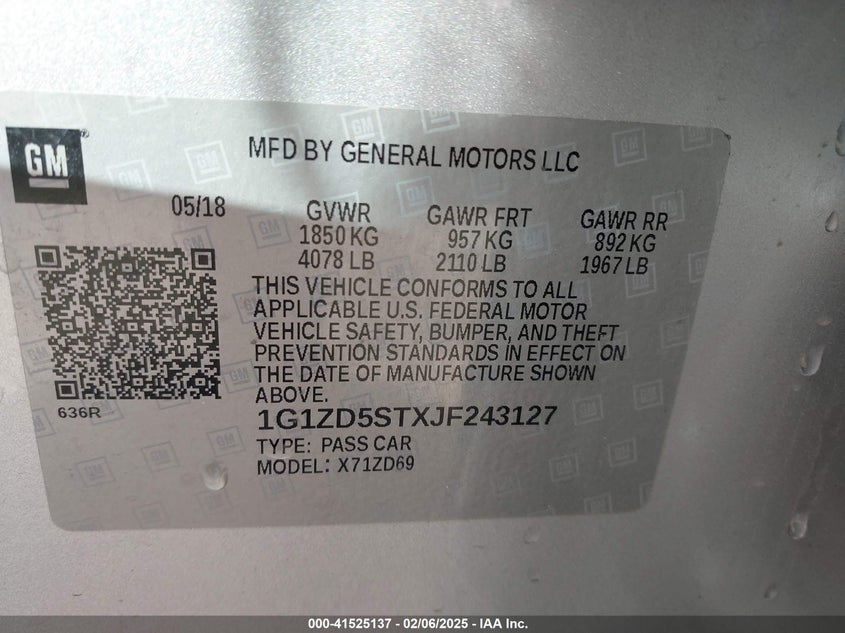 GM
MFD BY GENERAL MOTORS LLC
05/18 GVWR GAWR FRT GAWR RR
1850 KG 957 KG 892 KG
4078 LB 2110 LB 1967 LB
THIS VEHICLE CONFORMS TO ALL
APPLICABLE U.S. FEDERAL MOTOR
VEHICLE SAFETY, BUMPER, AND THEFT
PREVENTION STANDARDS IN EFFECT ON
THE DATE OF MANUFACTURE SHOWN
ABOVE.
636R
1G1ZD5STXJF243127
TYPE: PASS CAR
MODEL: X71ZD69
000-41525137 - 02/06/2025 - IAA Inc.